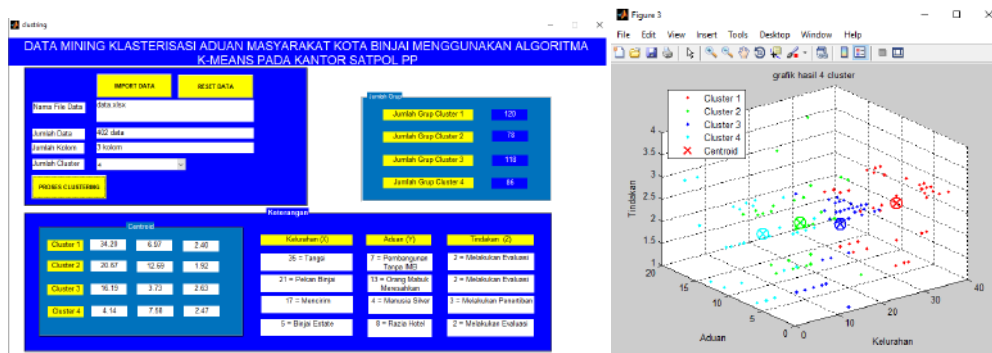 clustring
DATA MINING KLASTERISASI ADUAN MASYARAKAT KOTA BINJAI MENGGUNAKAN ALGORITMA
K-MEANS PADA KANTOR SATPOL PP
IMPORT DATA
RESET DATA
Nama File Data
data.xlsx
Jumlah Data
402 data
Jumlah Kolom
3 kolom
Jumlah Cluster
4
PROSES CLUSTERING
Jumlah Grup
Jumlah Grup Cluster 1 120
Jumlah Grup Cluster 2 78
Jumlah Grup Cluster 3 118
Jumlah Grup Cluster 4 86
Keterangan
Centroid
Cluster 1 34.20 6.97 2.40
Cluster 2 20.67 12.69 1.92
Cluster 3 16.19 3.73 2.63
Cluster 4 4.14 7.58 2.47
Kelurahan (X)
35 = Tangsi
21 = Pekan Binjai
17 = Mencirim
5 = Binjai Estate
Aduan (Y)
7 = Pembangunan
Tanpa IMB
13 = Orang Mabuk
Meresahkan
4 = Manusia Silver
8 = Razia Hotel
Tindakan (Z)
2 = Melakukan Evaluasi
2 = Melakukan Evaluasi
3 = Melakukan Penertiban
2 = Melakukan Evaluasi
Figure 3
File Edit View Insert Tools Desktop Window Help
grafik hasil 4 cluster
Cluster 1
Cluster 2
Cluster 3
Cluster 4
Centroid
Tindakan
4
3.5
3
2.5
2
1.5
1
20
15
10
5
0
0
10
20
30
40
Aduan
Kelurahan